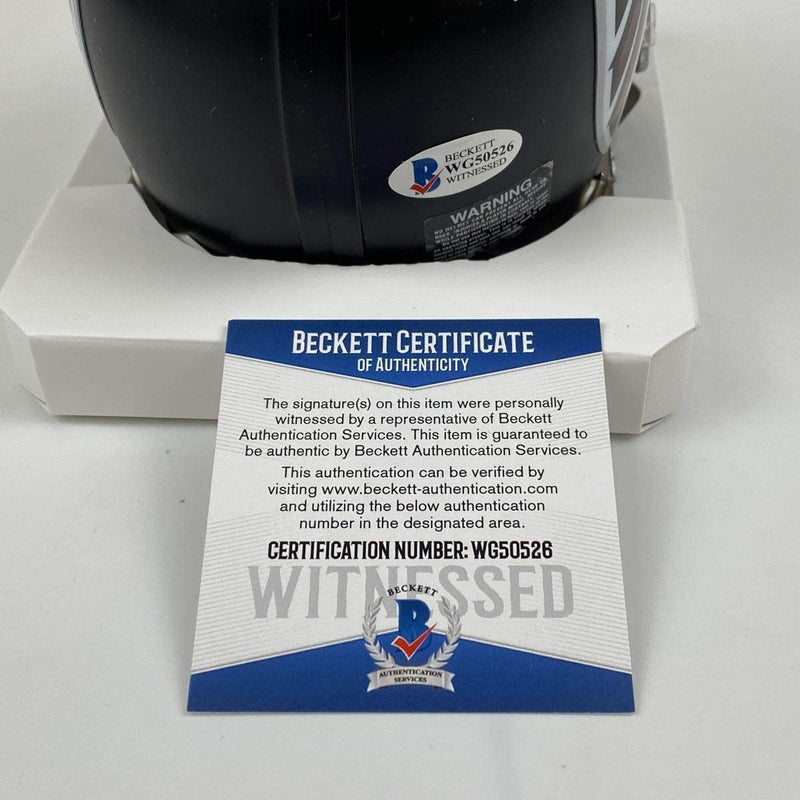 BECKETT
WG50526
WITNESSED
WARNING
BECKETT CERTIFICATE
OF AUTHENTICITY
The signature(s) on this item were personally
witnessed by a representative of Beckett
Authentication Services. This item is guaranteed to
be authentic by Beckett Authentication Services.
This authentication can be verified by
visiting www.beckett-authentication.com
and utilizing the below authentication
number in the designated area.
CERTIFICATION NUMBER: WG50526
WITNESSED
BECKETT
B
AUTHENTICATION
SERVICES